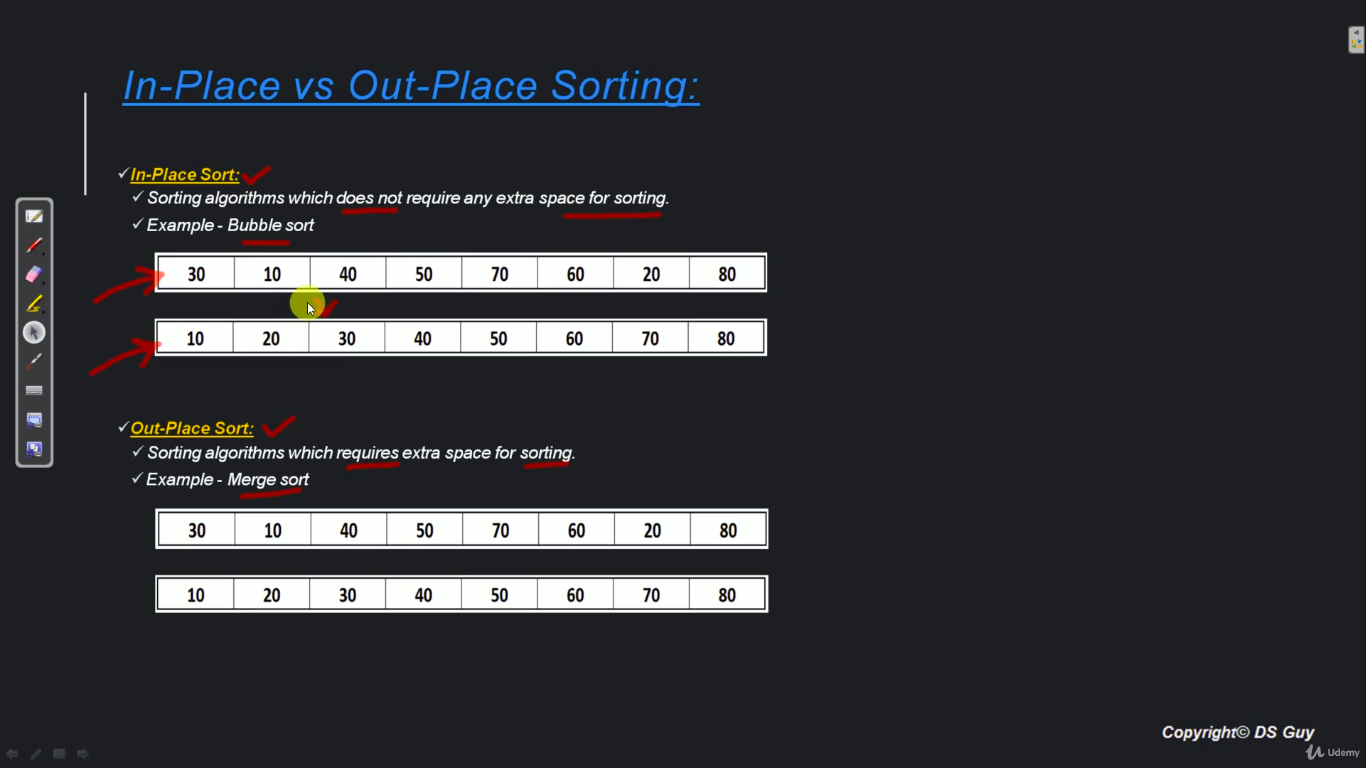 In-Place vs Out-Place Sorting:
In-Place Sort:
Sorting algorithms which does not require any extra space for sorting.
Example - Bubble sort
30 10 40 50 70 60 20 80
10 20 30 40 50 60 70 80
Out-Place Sort:
Sorting algorithms which requires extra space for sorting.
Example - Merge sort
30 10 40 50 70 60 20 80
10 20 30 40 50 60 70 80
Copyright© DS Guy
Udemy